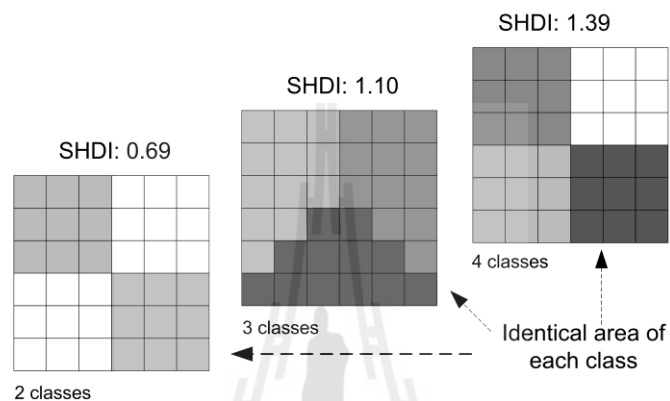 SHDI: 1.39
SHDI: 1.10
SHDI: 0.69
4 classes
3 classes
Identical area of
each class
2 classes